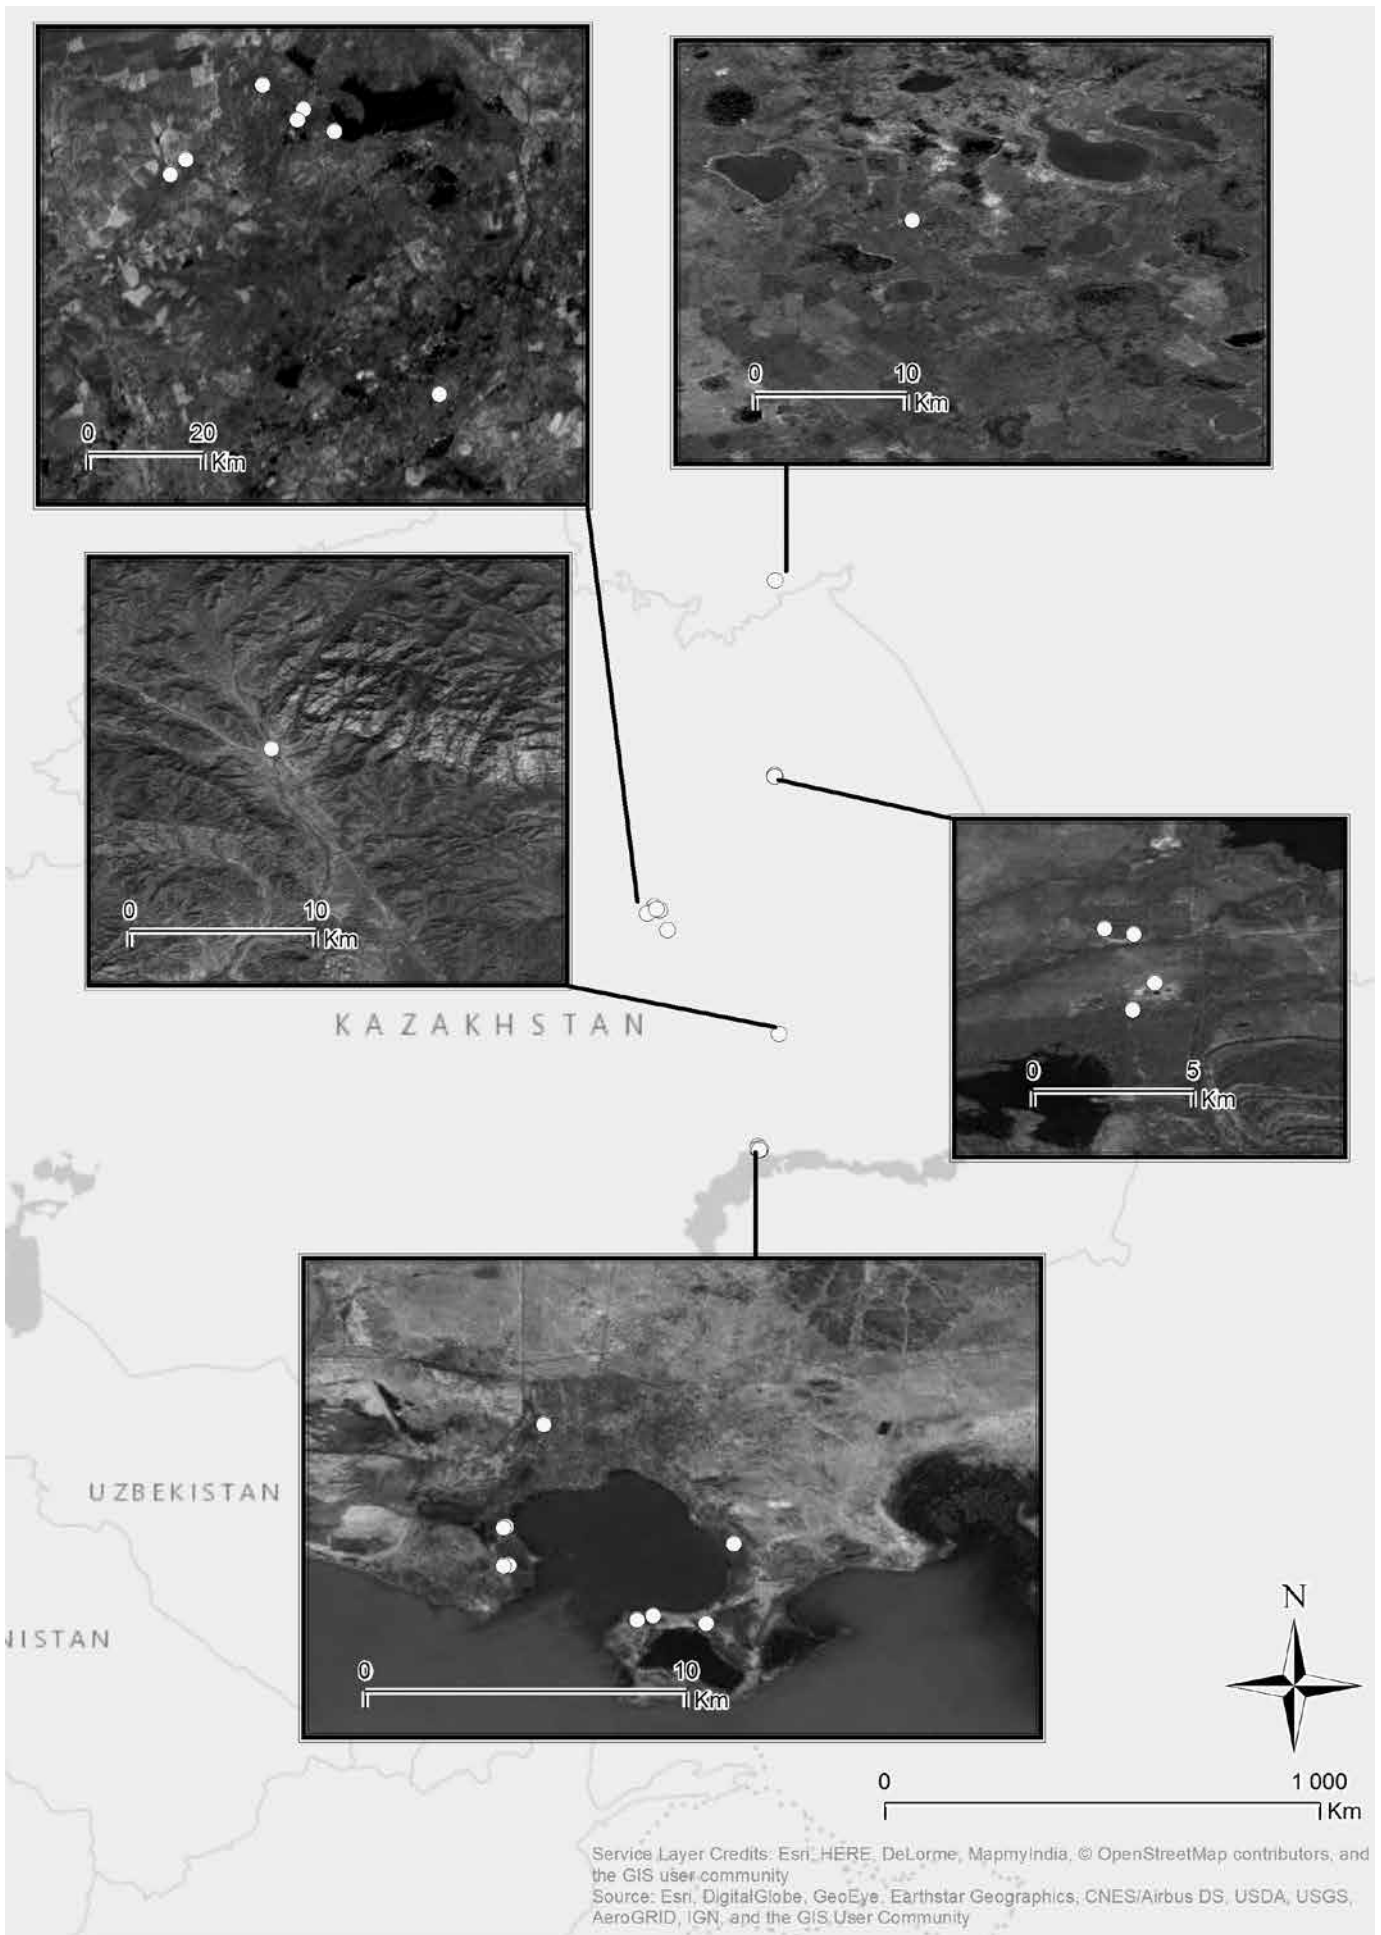 0 20
Km
0 10
Km
0 10
Km
KAZAKHSTAN
0 5
Km
UZBEKISTAN
NISTAN
0 10
Km
N
0 1 000
Km
Service Layer Credits: Esri, HERE, DeLorme, MapmyIndia, © OpenStreetMap contributors, and
the GIS user community
Source: Esri, DigitalGlobe, GeoEye, Earthstar Geographics, CNES/Airbus DS, USDA, USGS,
AeroGRID, IGN, and the GIS User Community